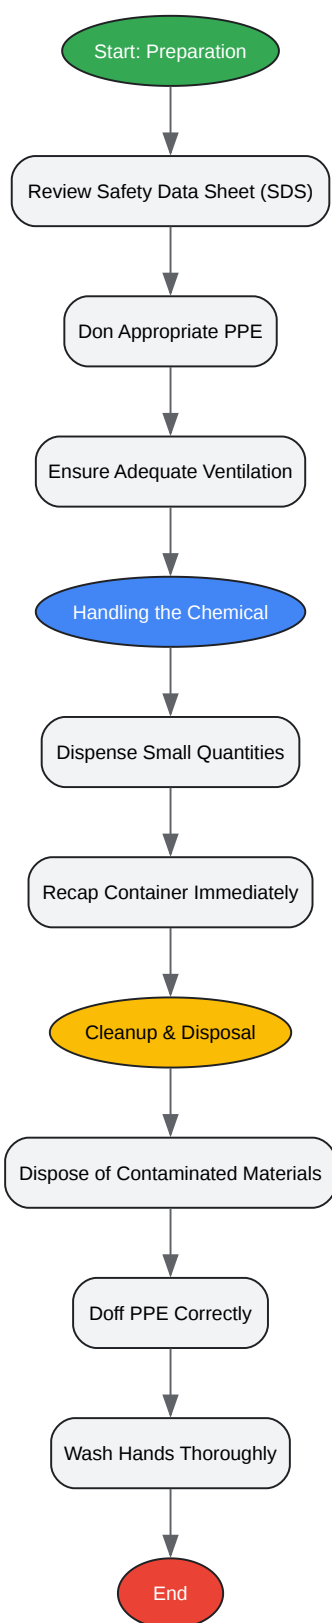 Start: Preparation
Review Safety Data Sheet (SDS)
Don Appropriate PPE
Ensure Adequate Ventilation
Handling the Chemical
Dispense Small Quantities
Recap Container Immediately
Cleanup & Disposal
Dispose of Contaminated Materials
Doff PPE Correctly
Wash Hands Thoroughly
End